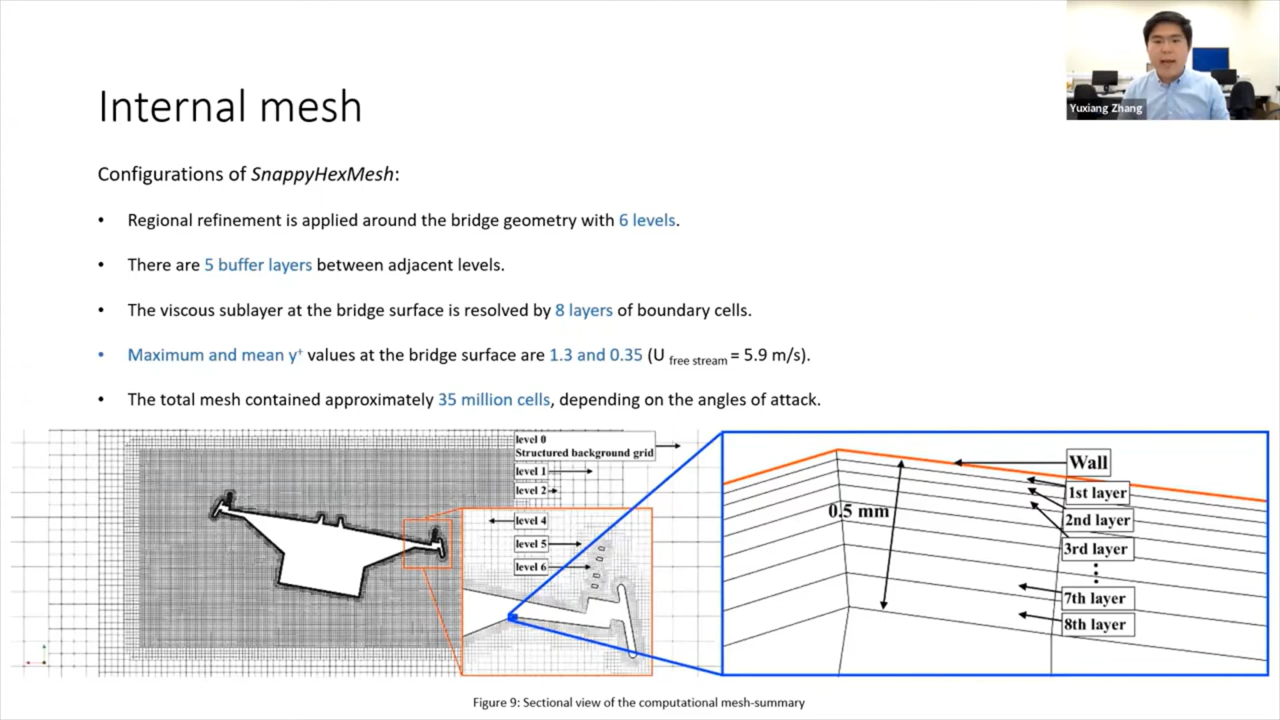 Yuxiang Zhang
Internal mesh
Configurations of SnappyHexMesh:
• Regional refinement is applied around the bridge geometry with 6 levels.
• There are 5 buffer layers between adjacent levels.
• The viscous sublayer at the bridge surface is resolved by 8 layers of boundary cells.
• Maximum and mean y+ values at the bridge surface are 1.3 and 0.35 (U free stream = 5.9 m/s).
• The total mesh contained approximately 35 million cells, depending on the angles of attack.
level 0
Structured background grid
level 1
level 2
level 4
level 5
level 6
0.5 mm
Wall
1st layer
2nd layer
3rd layer
7th layer
8th layer
Figure 9: Sectional view of the computational mesh-summary